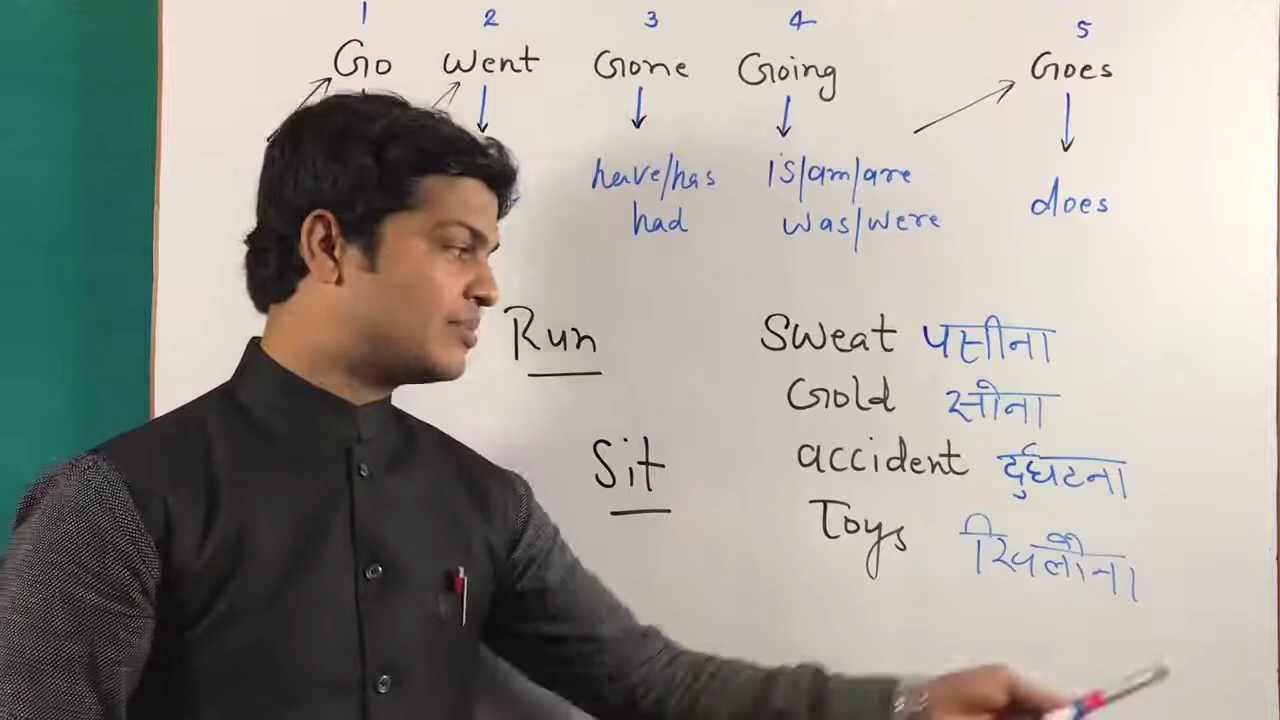 1 2 3 4 5
Go Went Gone Going Goes
have/has is/am/are does
had was/were
Run Sweat पसीना
Gold सोना
Sit accident दुर्घटना
Toys खिलौना